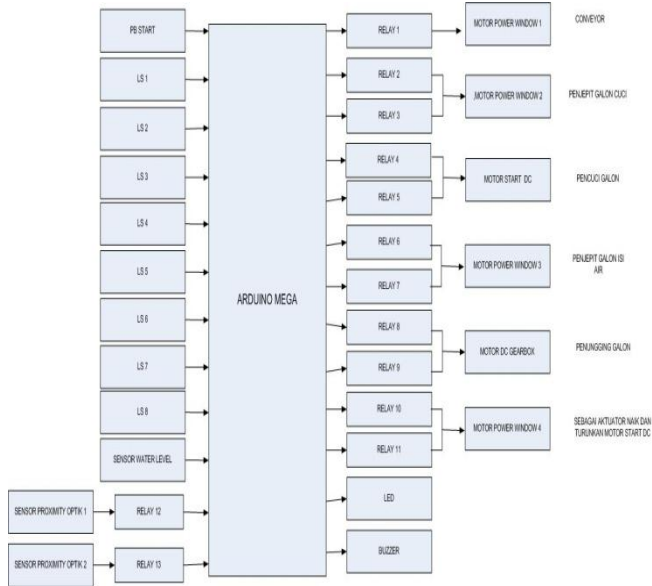 PB START
LS 1
LS 2
LS 3
LS 4
LS 5
LS 6
LS 7
LS 8
SENSOR WATER LEVEL
SENSOR PROXIMITY OPTIK 1
RELAY 12
SENSOR PROXIMITY OPTIK 2
RELAY 13
ARDUINO MEGA
RELAY 1
RELAY 2
RELAY 3
RELAY 4
RELAY 5
RELAY 6
RELAY 7
RELAY 8
RELAY 9
RELAY 10
RELAY 11
LED
BUZZER
MOTOR POWER WINDOW 1
CONVEYOR
,MOTOR POWER WINDOW 2
PENJEPIT GALON CUCI
MOTOR START DC
PENCUCI GALON
MOTOR POWER WINDOW 3
PENJEPIT GALON ISI
AIR
MOTOR DC GEARBOX
PENUNGGING GALON
MOTOR POWER WINDOW 4
SEBAGAI AKTUATOR NAIK DAN
TURUNKAN MOTOR START DC